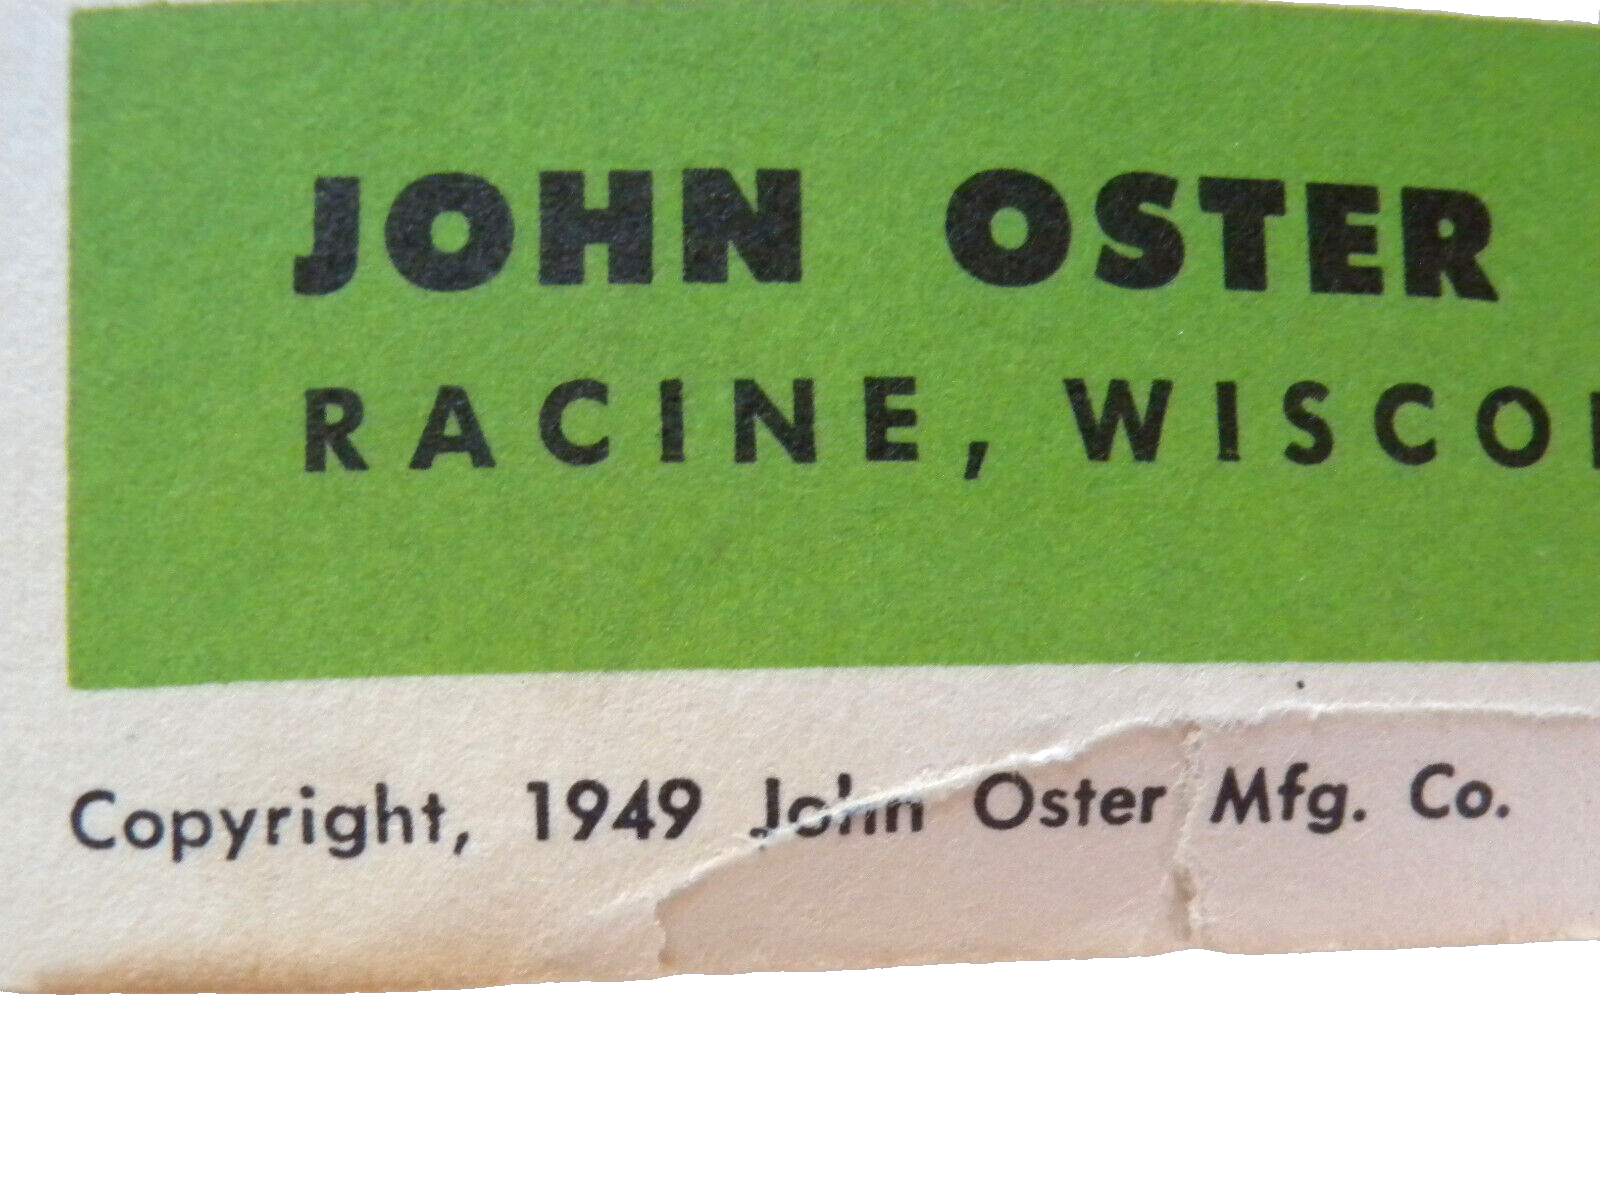 JOHN OSTER
RACINE, WISCO
Copyright, 1949 John Oster Mfg. Co.